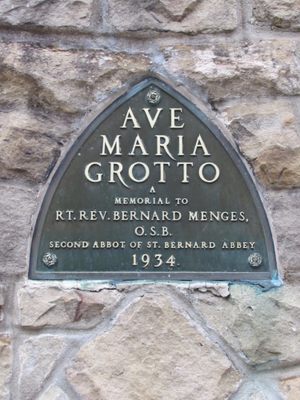 AVE
MARIA
GROTTO
A
MEMORIAL TO
RT. REV. BERNARD MENGES,
O.S.B.
SECOND ABBOT OF ST. BERNARD ABBEY
1934.